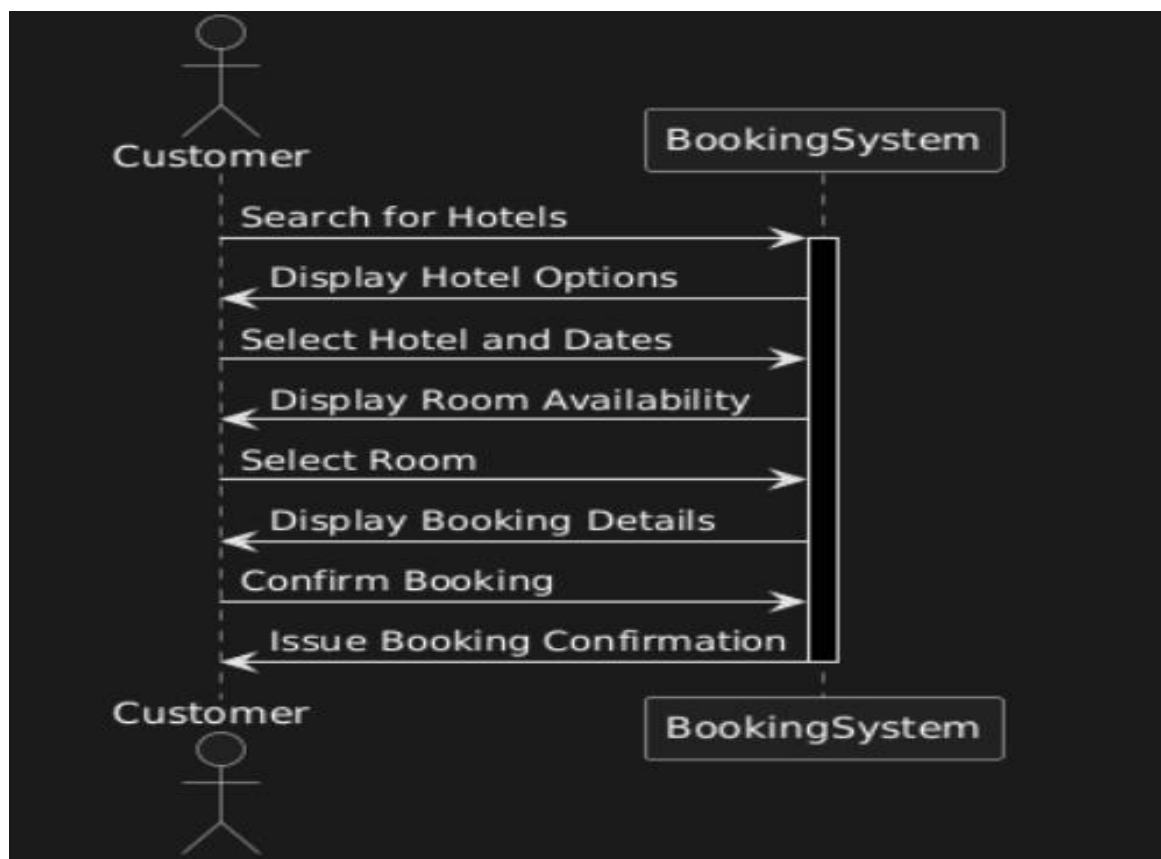 Customer
BookingSystem
Search for Hotels
Display Hotel Options
Select Hotel and Dates
Display Room Availability
Select Room
Display Booking Details
Confirm Booking
Issue Booking Confirmation
Customer
BookingSystem